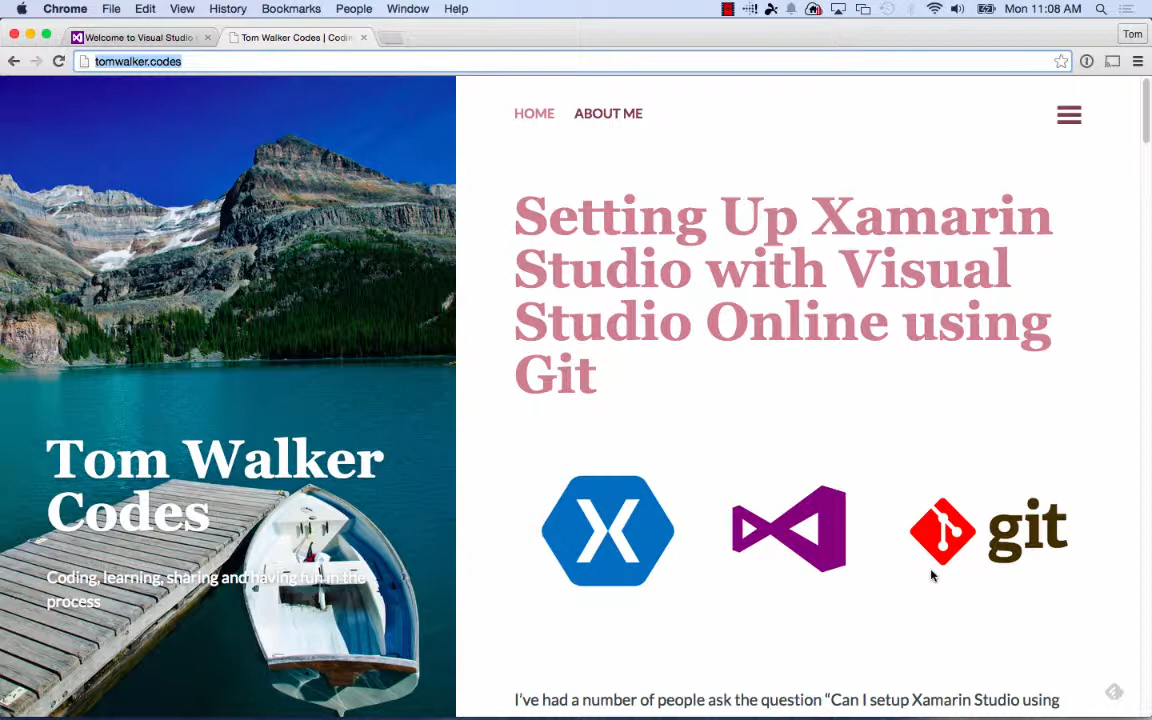 Chrome File Edit View History Bookmarks People Window Help Mon 11:08 AM
Welcome to Visual Studio
Tom Walker Codes | Codin
Tom
tomwalker.codes
HOME ABOUT ME
Setting Up Xamarin
Studio with Visual
Studio Online using
Git
git
Tom Walker
Codes
Coding, learning, sharing and having fun in the
process
I've had a number of people ask the question “Can I setup Xamarin Studio using